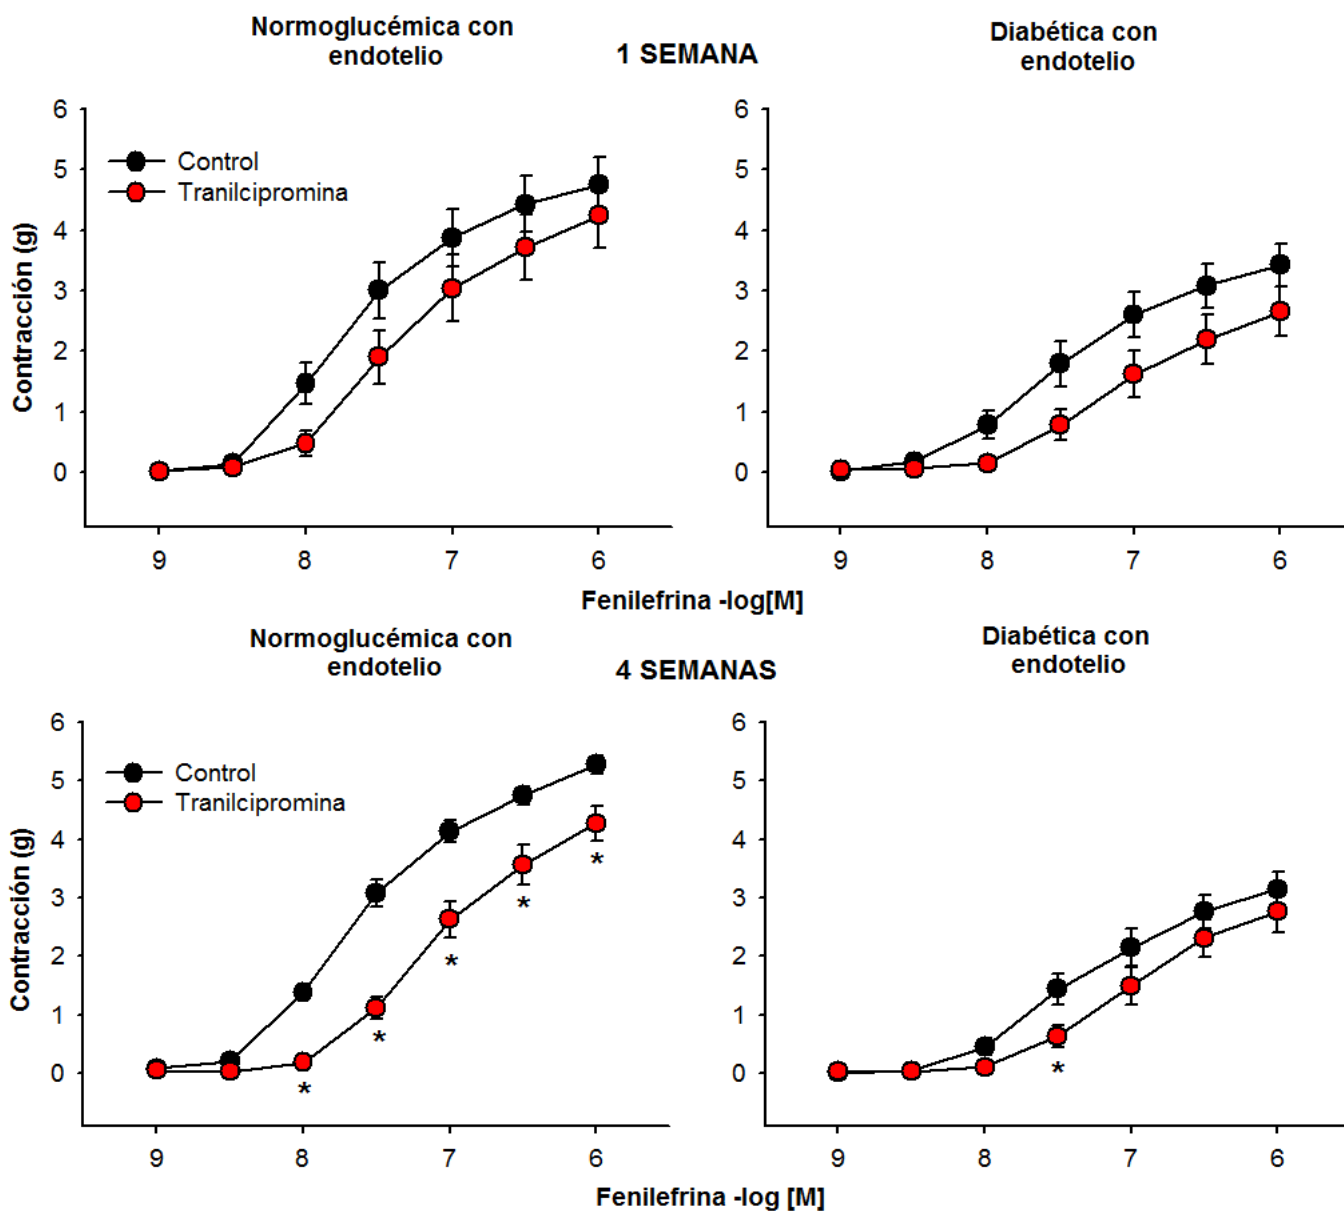 Normoglucémica con
endotelio
1 SEMANA
Diabética con
endotelio
6
5
4
3
2
1
0
Contracción (g)
Control
Tranilcipromina
9
8
7
6
6
5
4
3
2
1
0
9
8
7
6
Fenilefrina -log[M]
Normoglucémica con
endotelio
4 SEMANAS
Diabética con
endotelio
6
5
4
3
2
1
0
Contracción (g)
Control
Tranilcipromina
*
*
*
*
*
9
8
7
6
6
5
4
3
2
1
0
*
9
8
7
6
Fenilefrina -log [M]